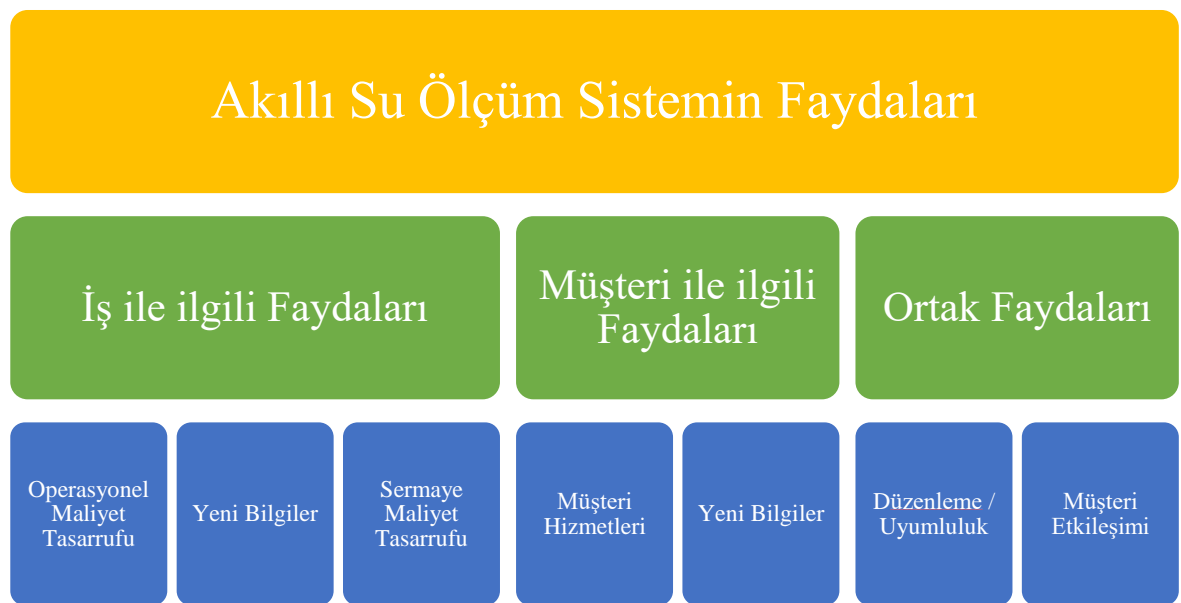 Akıllı Su Ölçüm Sistemin Faydaları
İş ile ilgili Faydaları
Müşteri ile ilgili
Faydaları
Ortak Faydaları
Operasyonel
Maliyet
Tasarrufu
Yeni Bilgiler
Sermaye
Maliyet
Tasarrufu
Müşteri
Hizmetleri
Yeni Bilgiler
Düzenleme /
Uyumluluk
Müşteri
Etkileşimi